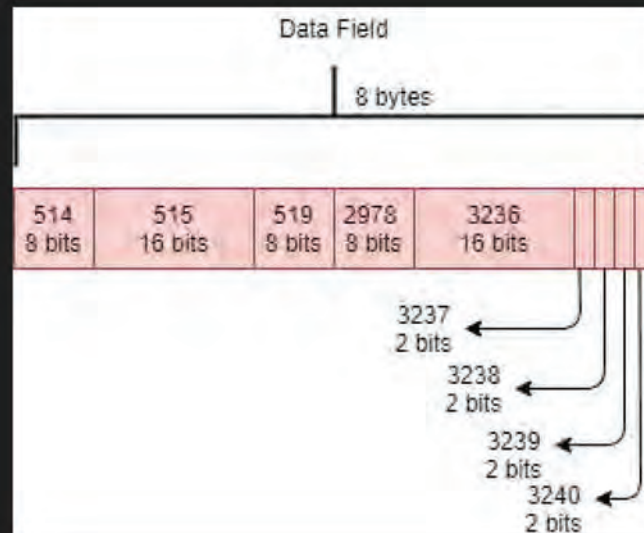 Data Field
8 bytes
514 515 519 2978 3236
8 bits 16 bits 8 bits 8 bits 16 bits
3237
2 bits
3238
2 bits
3239
2 bits
3240
2 bits